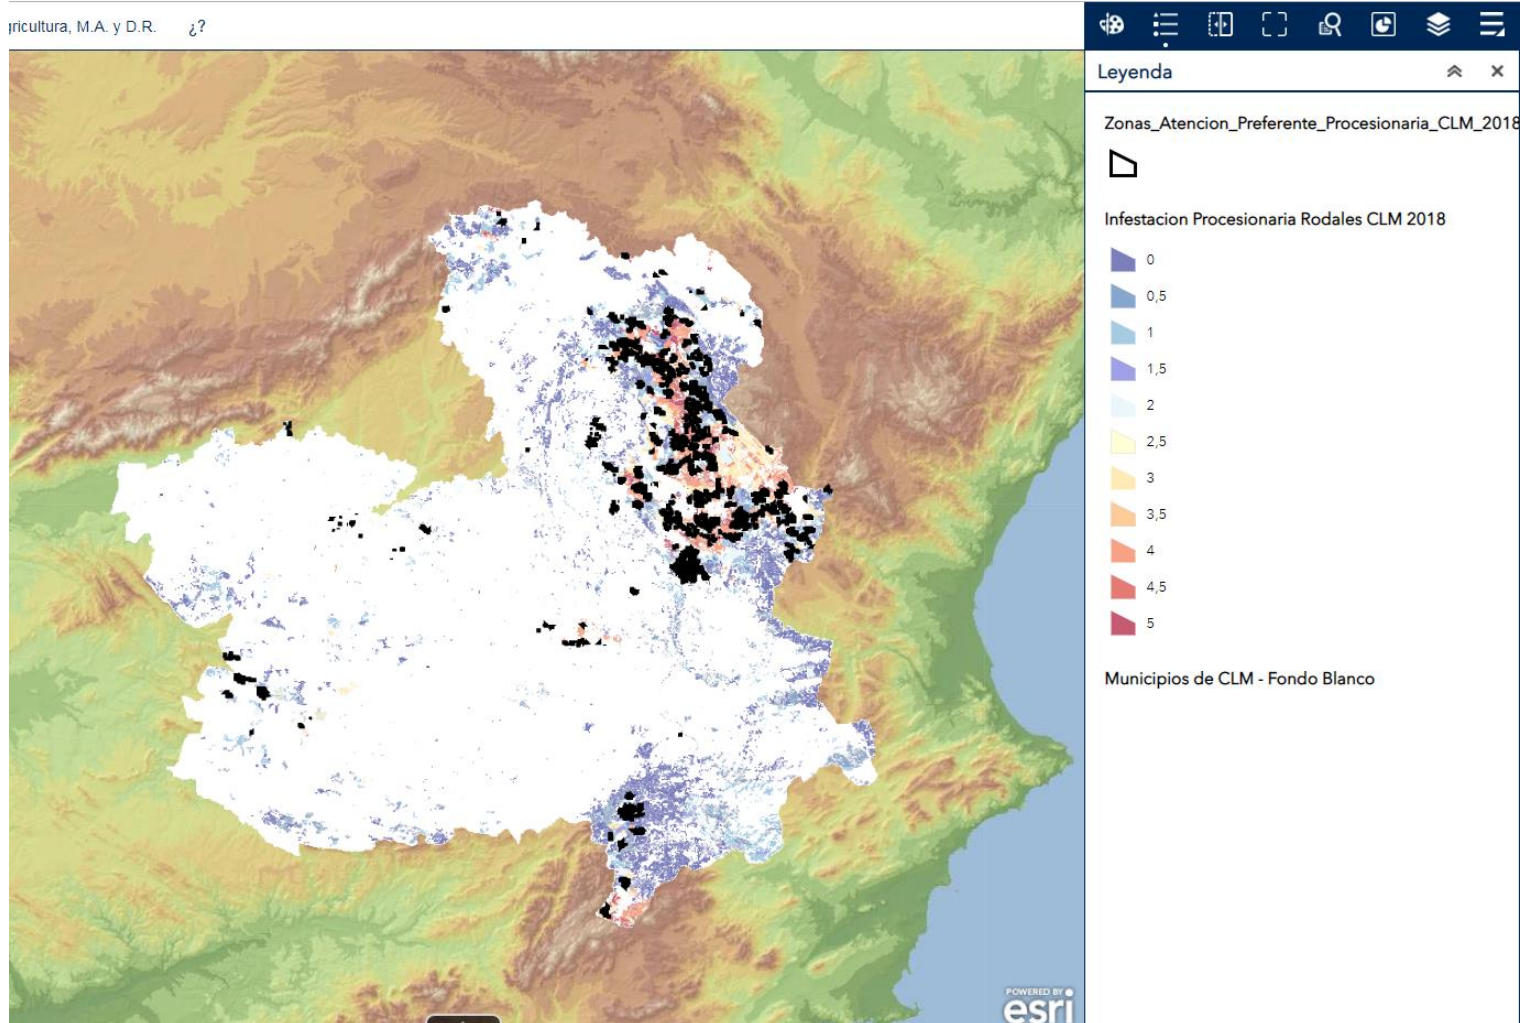 gricultura, M.A. y D.R. ¿?
Leyenda
Zonas_Atencion_Preferente_Procesionaria_CLM_2018
Infestacion Procesionaria Rodales CLM 2018
0
0,5
1
1,5
2
2,5
3
3,5
4
4,5
5
Municipios de CLM - Fondo Blanco
POWERED BY
esri